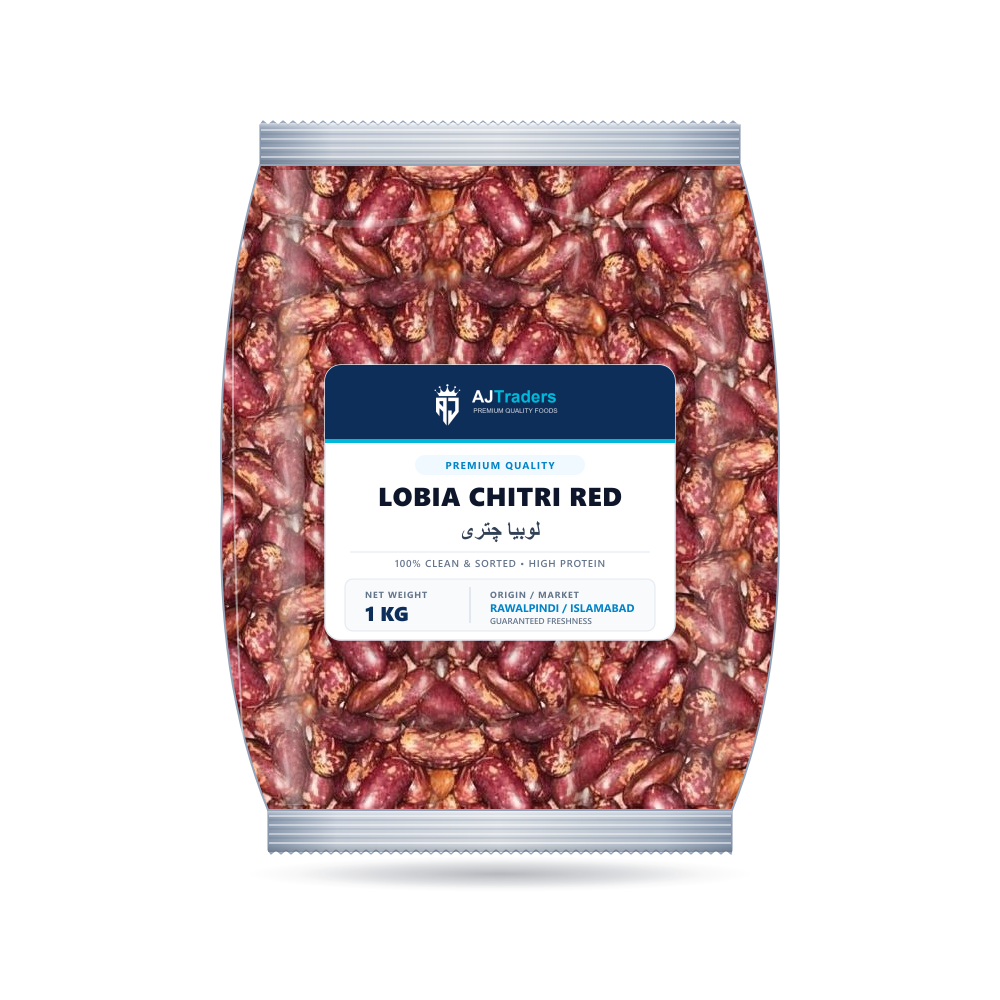 AJTraders
PREMIUM QUALITY FOODS
PREMIUM QUALITY
LOBIA CHITRI RED
لوبیا چتری
100% CLEAN & SORTED • HIGH PROTEIN
NET WEIGHT
1 KG
ORIGIN / MARKET
RAWALPINDI / ISLAMABAD
GUARANTEED FRESHNESS